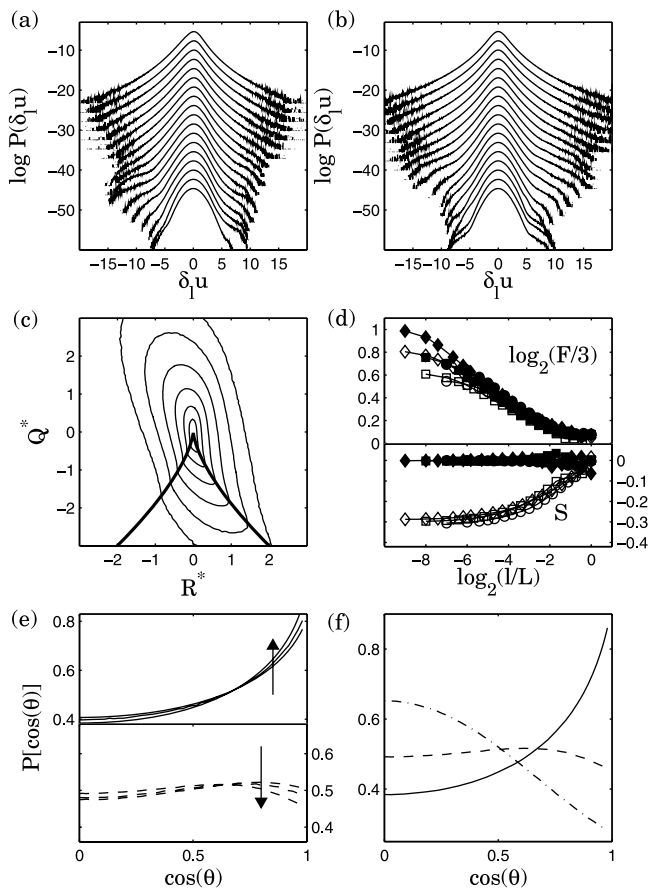 (a)
(b)
log P(δ_l u)
−10
−20
−30
−40
−50
−15 −10 −5 0 5 10 15
δ_l u
log P(δ_l u)
−10
−20
−30
−40
−50
−15 −10 −5 0 5 10 15
δ_l u
(c)
(d)
Q*
2
1
0
−1
−2
−2 −1 0 1 2
R*
1
0.8
0.6
0.4
0.2
0
log₂(F/3)
0
−0.1
−0.2
−0.3
−0.4
S
−8 −6 −4 −2 0
log₂(l/L)
(e)
(f)
P[cos(θ)]
0.8
0.6
0.4
0.6
0.5
0.4
0 0.5 1
cos(θ)
0.8
0.6
0.4
0 0.5 1
cos(θ)